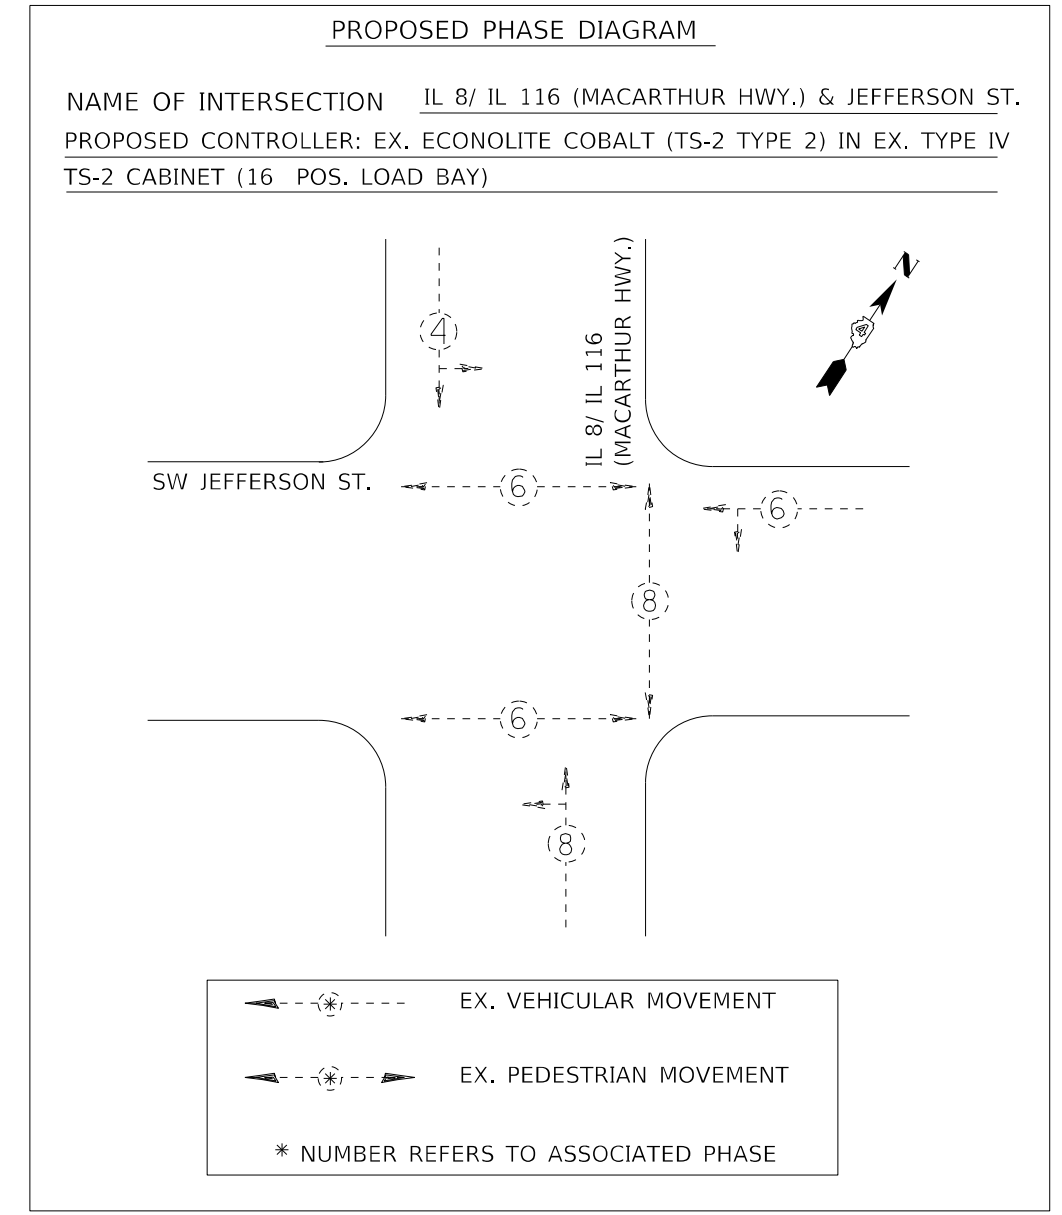 PROPOSED PHASE DIAGRAM
NAME OF INTERSECTION IL 8/ IL 116 (MACARTHUR HWY.) & JEFFERSON ST.
PROPOSED CONTROLLER: EX. ECONOLITE COBALT (TS-2 TYPE 2) IN EX. TYPE IV
TS-2 CABINET (16 POS. LOAD BAY)
N
4
4
IL 8/ IL 116
(MACARTHUR HWY.)
SW JEFFERSON ST.
6
6
8
6
8
* EX. VEHICULAR MOVEMENT
* EX. PEDESTRIAN MOVEMENT
* NUMBER REFERS TO ASSOCIATED PHASE